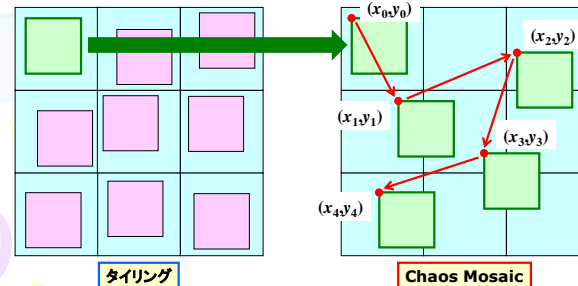 (x₀,y₀)
(x₂,y₂)
(x₁,y₁)
(x₃,y₃)
(x₄,y₄)
タイリング
Chaos Mosaic